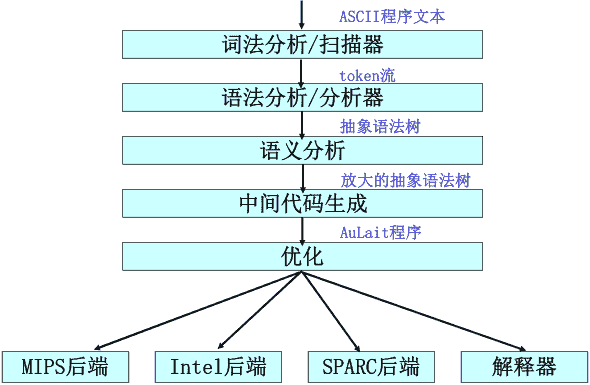 ASCII程序文本
词法分析/扫描器
token流
语法分析/分析器
抽象语法树
语义分析
放大的抽象语法树
中间代码生成
AuLait程序
优化
MIPS后端
Intel后端
SPARC后端
解释器